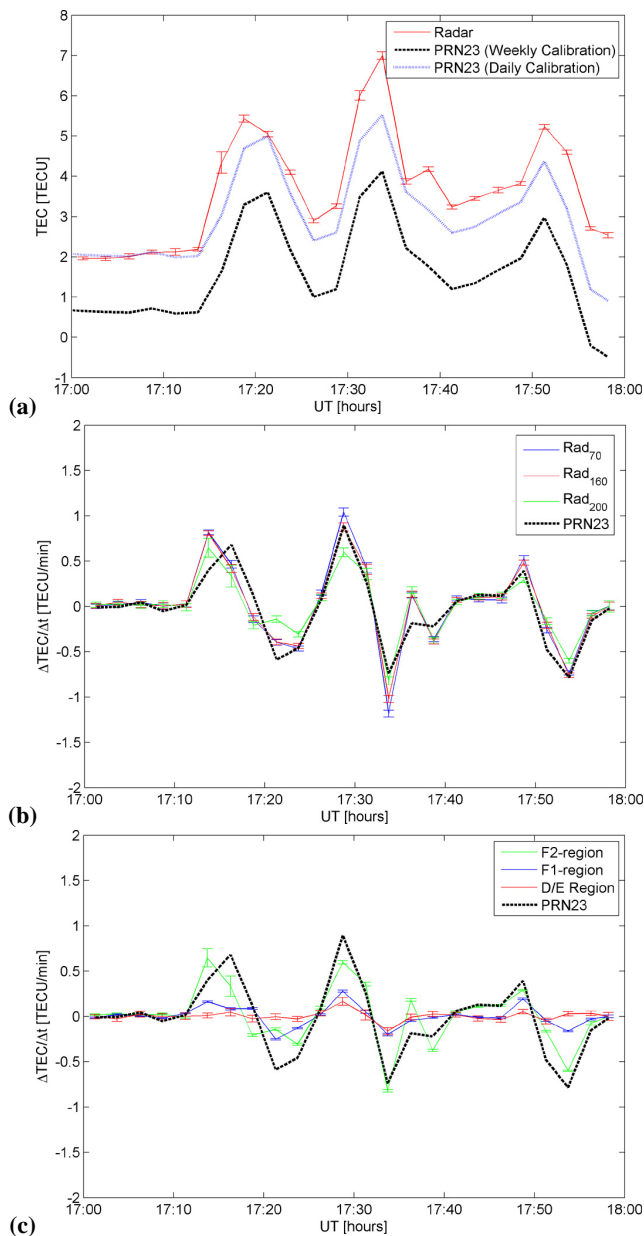 8
7
6
5
4
3
2
1
0
-1
TEC [TECU]
Radar
PRN23 (Weekly Calibration)
PRN23 (Daily Calibration)
17:00 17:10 17:20 17:30 17:40 17:50 18:00
UT [hours]
(a)
2
1.5
1
0.5
0
-0.5
-1
-1.5
-2
ΔTEC/Δt [TECU/min]
Rad70
Rad160
Rad200
PRN23
17:00 17:10 17:20 17:30 17:40 17:50 18:00
UT [hours]
(b)
2
1.5
1
0.5
0
-0.5
-1
-1.5
-2
ΔTEC/Δt [TECU/min]
F2-region
F1-region
D/E Region
PRN23
17:00 17:10 17:20 17:30 17:40 17:50 18:00
UT [hours]
(c)